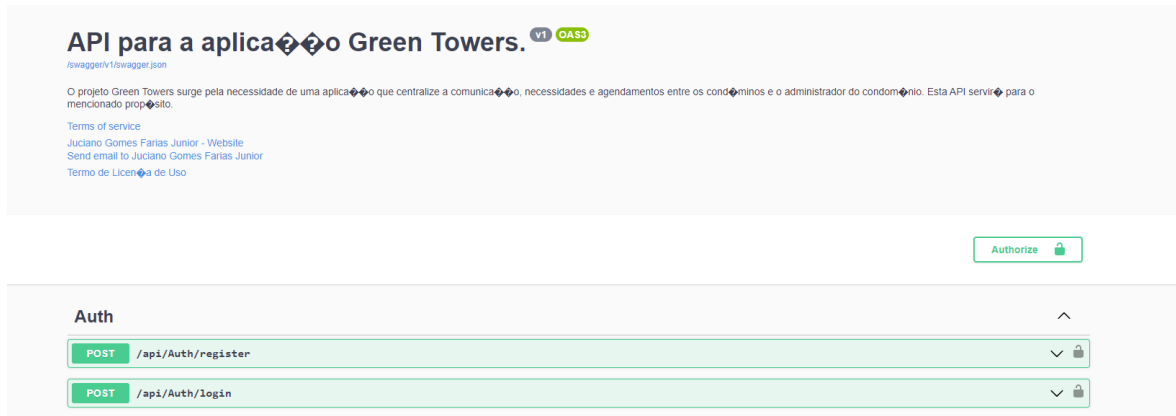 API para a aplica��o Green Towers. v1 OAS3
/swagger/v1/swagger.json
O projeto Green Towers surge pela necessidade de uma aplica��o que centralize a comunica��o, necessidades e agendamentos entre os cond�minos e o administrador do condom�nio. Esta API servir� para o
mencionado prop�sito.
Terms of service
Juciano Gomes Farias Junior - Website
Send email to Juciano Gomes Farias Junior
Termo de Licen�a de Uso
Authorize
Auth
POST /api/Auth/register
POST /api/Auth/login